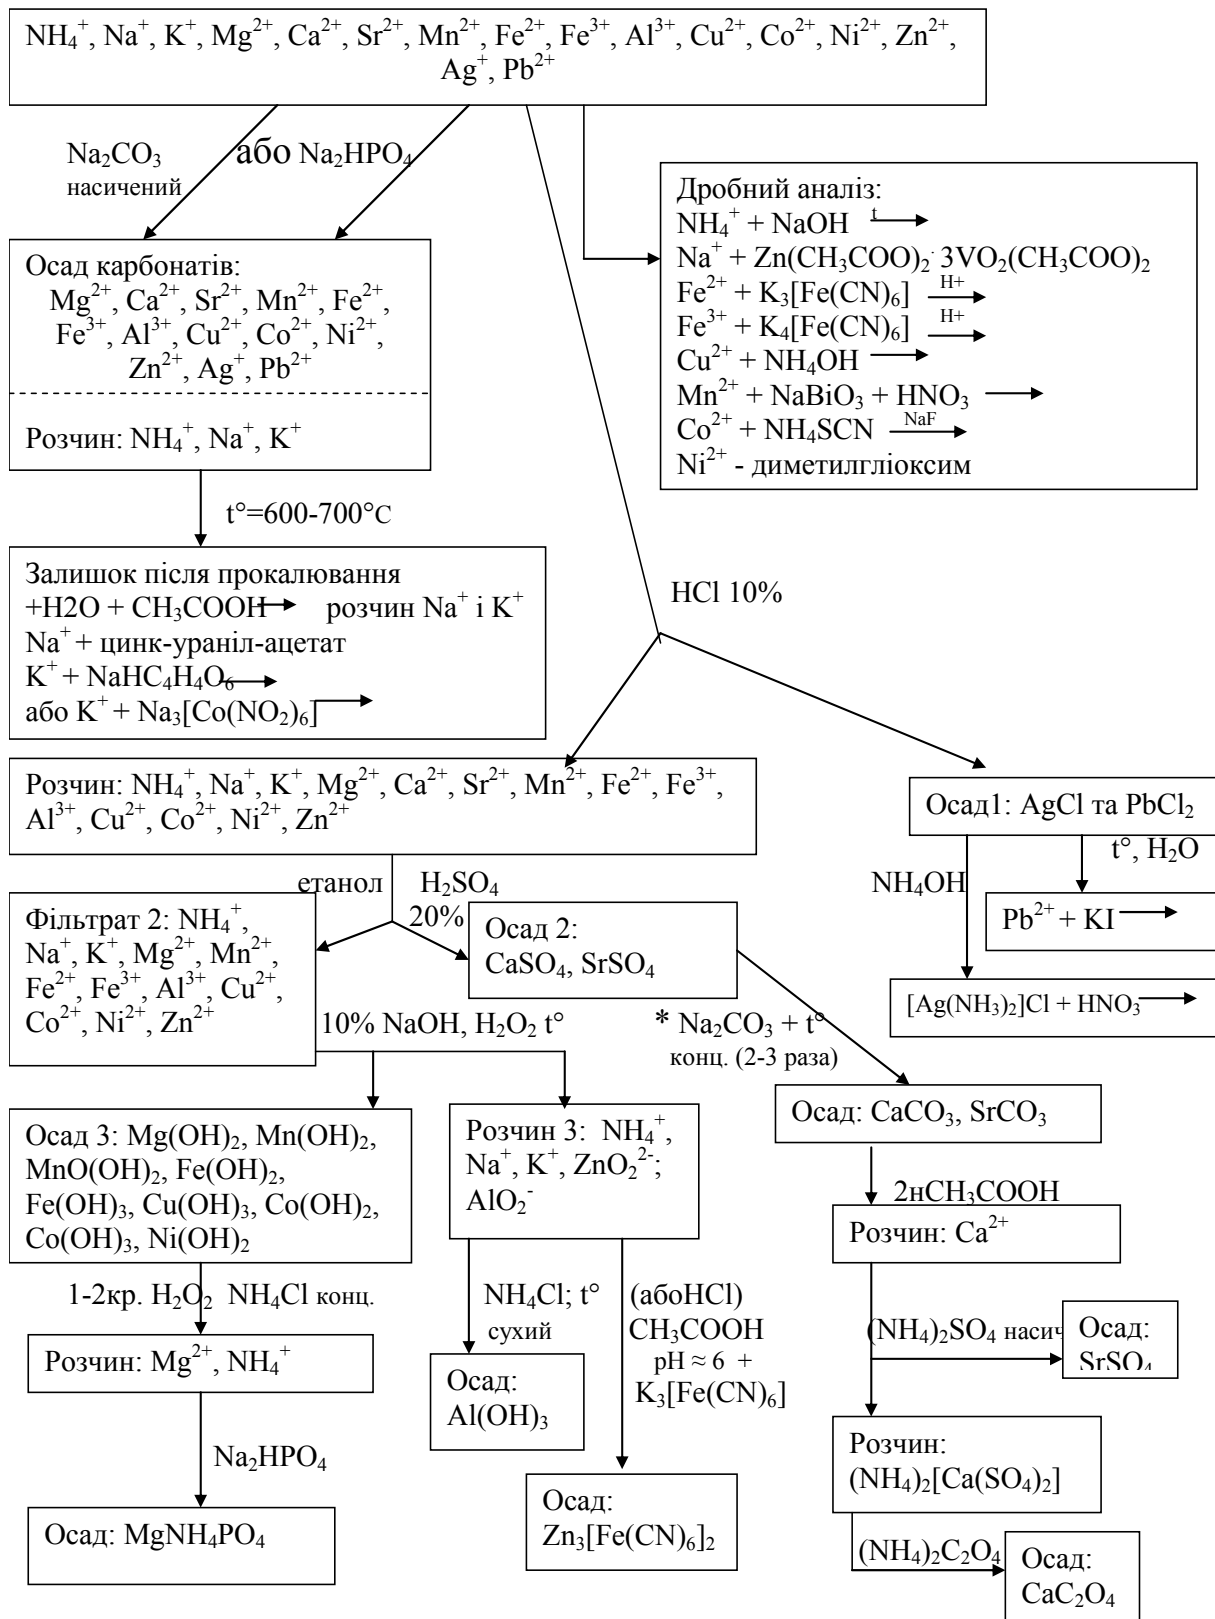 NH₄⁺, Na⁺, K⁺, Mg²⁺, Ca²⁺, Sr²⁺, Mn²⁺, Fe²⁺, Fe³⁺, Al³⁺, Cu²⁺, Co²⁺, Ni²⁺, Zn²⁺,
Ag⁺, Pb²⁺
Na₂CO₃
насичений
або Na₂HPO₄
Дробний аналіз:
NH₄⁺ + NaOH t
Na⁺ + Zn(CH₃COO)₂· 3VO₂(CH₃COO)₂
Fe²⁺ + K₃[Fe(CN)₆] H+
Fe³⁺ + K₄[Fe(CN)₆] H+
Cu²⁺ + NH₄OH
Mn²⁺ + NaBiO₃ + HNO₃
Co²⁺ + NH₄SCN NaF
Ni²⁺ - диметилгліоксим
Осад карбонатів:
Mg²⁺, Ca²⁺, Sr²⁺, Mn²⁺, Fe²⁺,
Fe³⁺, Al³⁺, Cu²⁺, Co²⁺, Ni²⁺,
Zn²⁺, Ag⁺, Pb²⁺
Розчин: NH₄⁺, Na⁺, K⁺
t°=600-700°С
Залишок після прокалювання
+H2O + CH₃COOH розчин Na⁺ і K⁺
Na⁺ + цинк-ураніл-ацетат
K⁺ + NaHC₄H₄O₆
або K⁺ + Na₃[Co(NO₂)₆]
HCl 10%
Розчин: NH₄⁺, Na⁺, K⁺, Mg²⁺, Ca²⁺, Sr²⁺, Mn²⁺, Fe²⁺, Fe³⁺,
Al³⁺, Cu²⁺, Co²⁺, Ni²⁺, Zn²⁺
Осад1: AgCl та PbCl₂
t°, H₂O
NH₄OH
Pb²⁺ + KI
[Ag(NH₃)₂]Cl + HNO₃
етанол
H₂SO₄
20%
Фільтрат 2: NH₄⁺,
Na⁺, K⁺, Mg²⁺, Mn²⁺,
Fe²⁺, Fe³⁺, Al³⁺, Cu²⁺,
Co²⁺, Ni²⁺, Zn²⁺
Осад 2:
CaSO₄, SrSO₄
10% NaOH, H₂O₂ t°
* Na₂CO₃ + t°
конц. (2-3 раза)
Осад: CaCO₃, SrCO₃
Осад 3: Mg(OH)₂, Mn(OH)₂,
MnO(OH)₂, Fe(OH)₂,
Fe(OH)₃, Cu(OH)₃, Co(OH)₂,
Co(OH)₃, Ni(OH)₂
Розчин 3: NH₄⁺,
Na⁺, K⁺, ZnO₂²⁻;
AlO₂⁻
2нCH₃COOH
Розчин: Ca²⁺
1-2кр. H₂O₂ NH₄Cl конц.
NH₄Cl; t°
сухий
(абоHCl)
CH₃COOH
pH ≈ 6 +
K₃[Fe(CN)₆]
(NH₄)₂SO₄ насич
Осад:
SrSO₄
Розчин: Mg²⁺, NH₄⁺
Осад:
Al(OH)₃
Na₂HPO₄
Розчин:
(NH₄)₂[Ca(SO₄)₂]
Осад: MgNH₄PO₄
Осад:
Zn₃[Fe(CN)₆]₂
(NH₄)₂C₂O₄
Осад:
CaC₂O₄